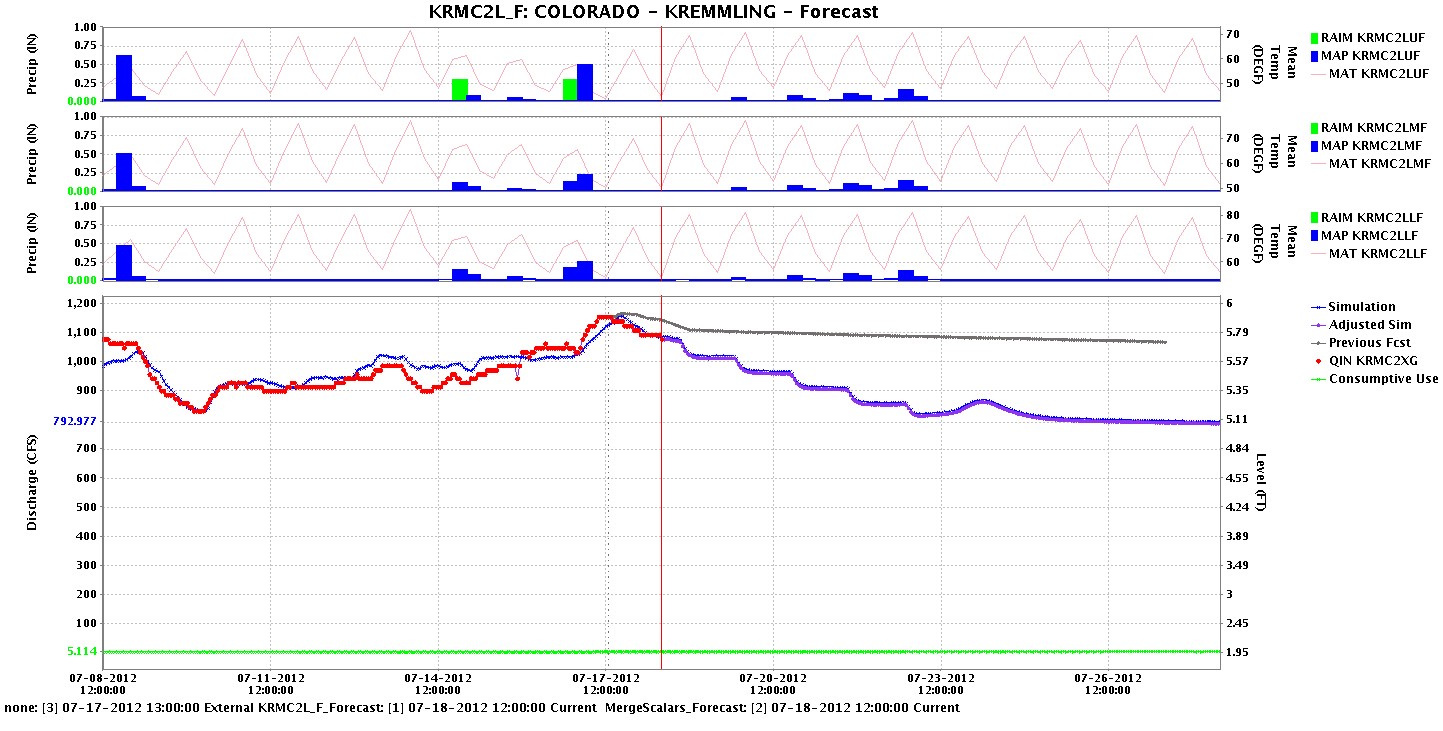 KRMC2L_F: COLORADO - KREMMLING - Forecast
Precip (IN)
1.00
0.75
0.50
0.25
0.000
70
60
50
Mean
Temp
(DEGF)
RAIM KRMC2LUF
MAP KRMC2LUF
MAT KRMC2LUF
Precip (IN)
1.00
0.75
0.50
0.25
0.000
70
60
50
Mean
Temp
(DEGF)
RAIM KRMC2LMF
MAP KRMC2LMF
MAT KRMC2LMF
Precip (IN)
1.00
0.75
0.50
0.25
0.000
80
70
60
Mean
Temp
(DEGF)
RAIM KRMC2LLF
MAP KRMC2LLF
MAT KRMC2LLF
Discharge (CFS)
1,200
1,100
1,000
900
792.977
700
600
500
400
300
200
100
5.114
6
5.79
5.57
5.35
5.11
4.84
4.55
4.24
3.89
3.49
3
2.45
1.95
Level (FT)
Simulation
Adjusted Sim
Previous Fcst
QIN KRMC2XG
Consumptive Use
07-08-2012 07-11-2012 07-14-2012 07-17-2012 07-20-2012 07-23-2012 07-26-2012
12:00:00 12:00:00 12:00:00 12:00:00 12:00:00 12:00:00 12:00:00
none: [3] 07-17-2012 13:00:00 External KRMC2L_F_Forecast: [1] 07-18-2012 12:00:00 Current MergeScalars_Forecast: [2] 07-18-2012 12:00:00 Current